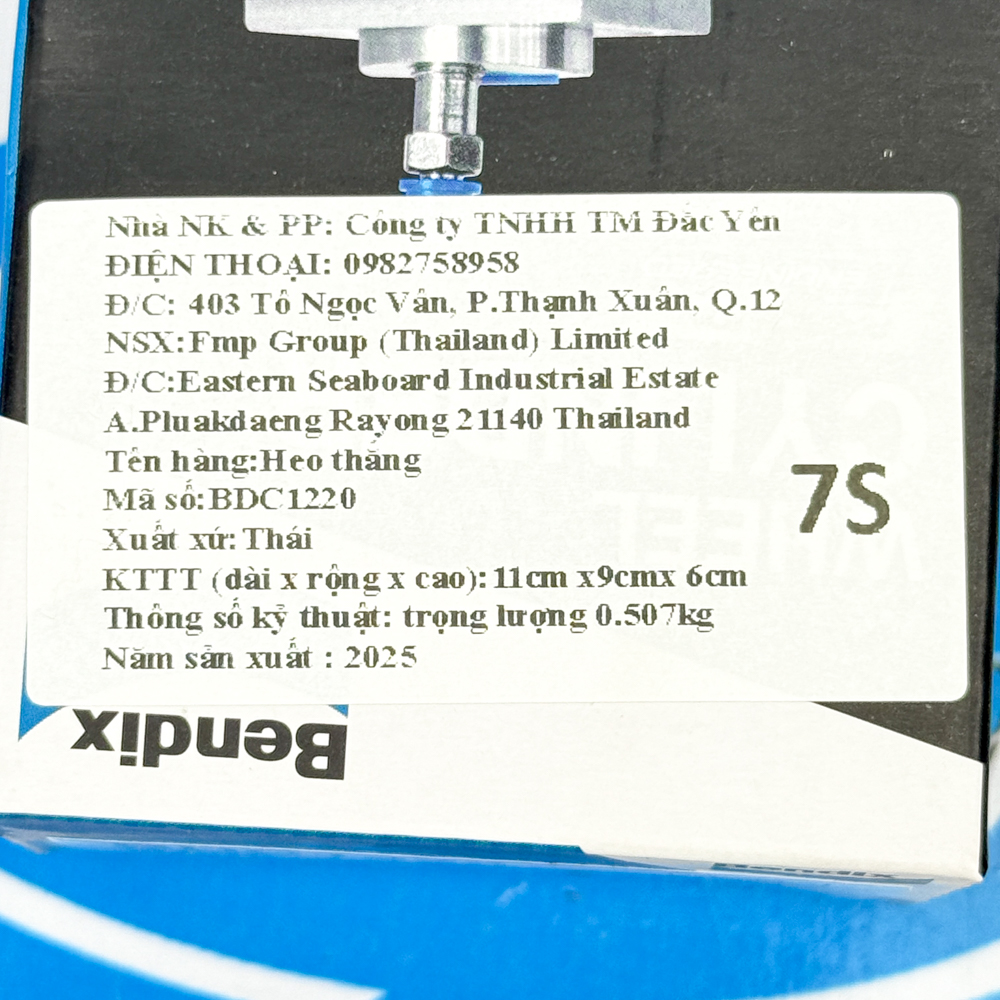 Nhà NK & PP: Công ty TNHH TM Đắc Yên
ĐIỆN THOẠI: 0982758958
Đ/C: 403 Tô Ngọc Vân, P.Thạnh Xuân, Q.12
NSX:Fmp Group (Thailand) Limited
Đ/C:Eastern Seaboard Industrial Estate
A.Pluakdaeng Rayong 21140 Thailand
Tên hàng:Heo thắng
Mã số:BDC1220
Xuất xứ: Thái
KTTT (dài x rộng x cao): 11cm x9cmx 6cm
Thông số kỹ thuật: trọng lượng 0.507kg
Năm sản xuất : 2025
7S
Bendix
Bendix